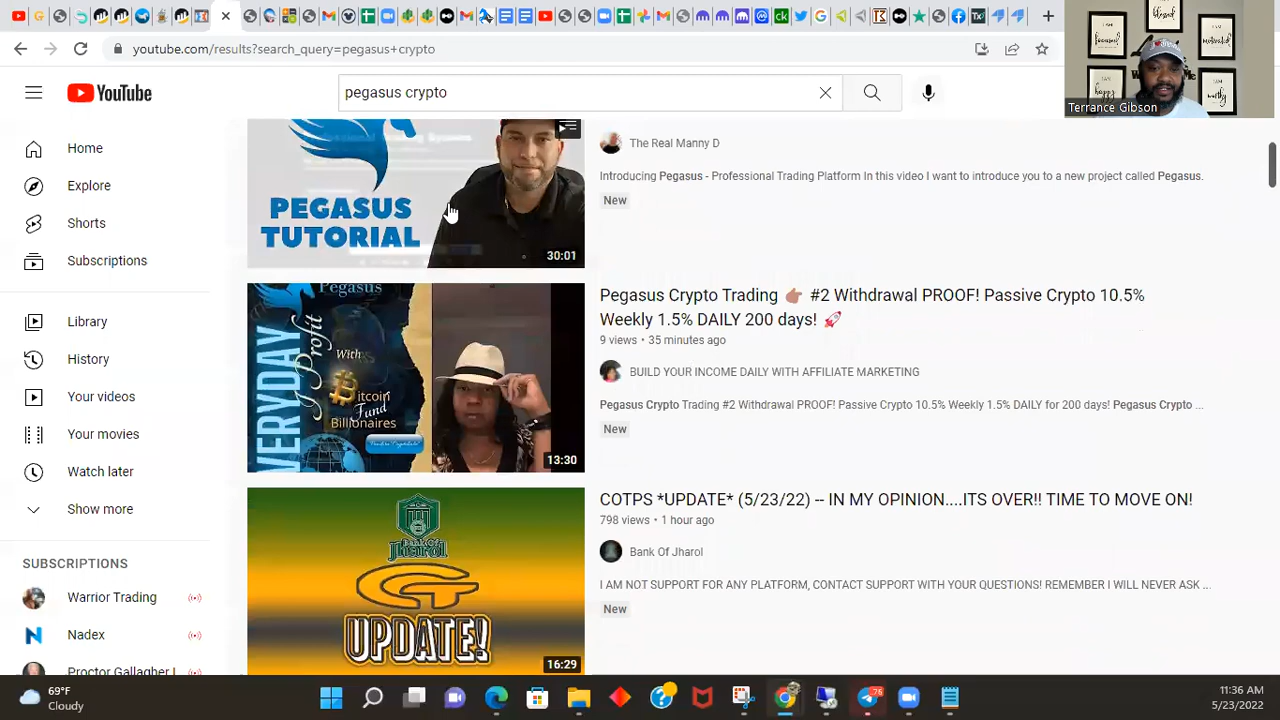 youtube.com/results?search_query=pegasus+crypto
Terrance Gibson
YouTube
pegasus crypto
Home
Explore
Shorts
Subscriptions
Library
History
Your videos
Your movies
Watch later
Show more
SUBSCRIPTIONS
Warrior Trading
Nadex
Proctor Gallagher I
PEGASUS
TUTORIAL
30:01
The Real Manny D
Introducing Pegasus - Professional Trading Platform In this video I want to introduce you to a new project called Pegasus.
New
Pegasus
EVERYDAY
Profit
With
Bitcoin
Fund
Billionaires
13:30
Pegasus Crypto Trading 👉🏽 #2 Withdrawal PROOF! Passive Crypto 10.5%
Weekly 1.5% DAILY 200 days! 🚀
9 views • 35 minutes ago
BUILD YOUR INCOME DAILY WITH AFFILIATE MARKETING
Pegasus Crypto Trading #2 Withdrawal PROOF! Passive Crypto 10.5% Weekly 1.5% DAILY for 200 days! Pegasus Crypto ...
New
BANK OF
Jharol
G
UPDATE!
16:29
COTPS *UPDATE* (5/23/22) -- IN MY OPINION....ITS OVER!! TIME TO MOVE ON!
798 views • 1 hour ago
Bank Of Jharol
I AM NOT SUPPORT FOR ANY PLATFORM, CONTACT SUPPORT WITH YOUR QUESTIONS! REMEMBER I WILL NEVER ASK ...
New
69°F
Cloudy
76
11:36 AM
5/23/2022